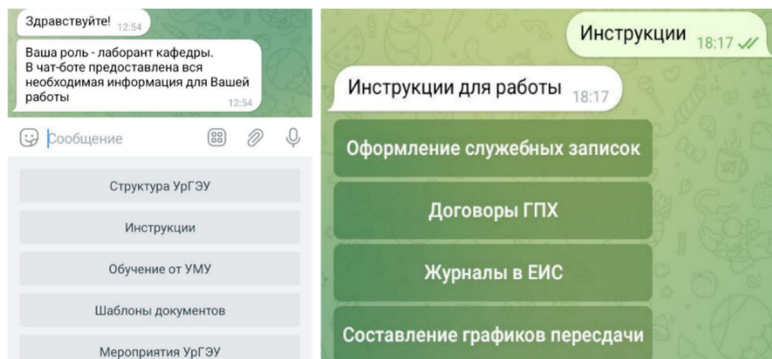 Здравствуйте! 12:54
Ваша роль - лаборант кафедры.
В чат-боте предоставлена вся
необходимая информация для Вашей
работы
12:54
Сообщение
Структура УрГЭУ
Инструкции
Обучение от УМУ
Шаблоны документов
Мероприятия УрГЭУ
Инструкции 18:17
Инструкции для работы 18:17
Оформление служебных записок
Договоры ГПХ
Журналы в ЕИС
Составление графиков пересдачи